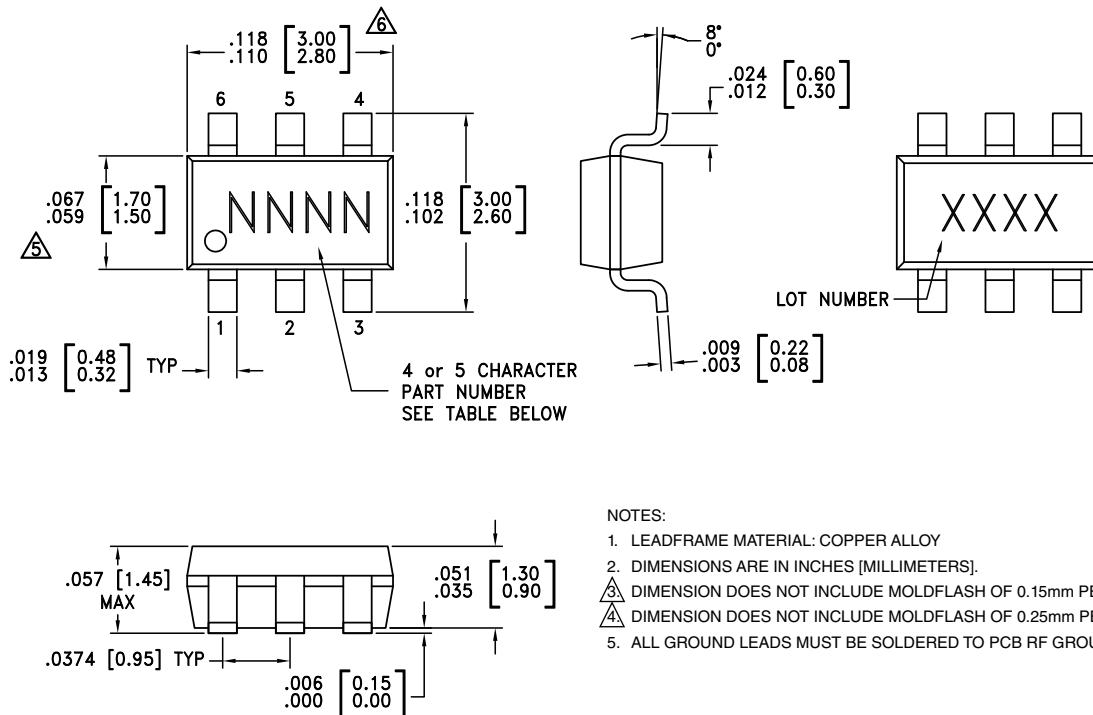 6
.118 [3.00]
.110 [2.80]
6 5 4
.067 [1.70]
.059 [1.50]
5
NNNN
.118 [3.00]
.102 [2.60]
1 2 3
.019 [0.48] TYP
.013 [0.32]
4 or 5 CHARACTER
PART NUMBER
SEE TABLE BELOW
8°
0°
.024 [0.60]
.012 [0.30]
.009 [0.22]
.003 [0.08]
XXXX
LOT NUMBER
.057 [1.45]
MAX
.051 [1.30]
.035 [0.90]
.0374 [0.95] TYP
.006 [0.15]
.000 [0.00]
NOTES:
1. LEADFRAME MATERIAL: COPPER ALLOY
2. DIMENSIONS ARE IN INCHES [MILLIMETERS].
3. DIMENSION DOES NOT INCLUDE MOLDFLASH OF 0.15mm
4. DIMENSION DOES NOT INCLUDE MOLDFLASH OF 0.25mm
5. ALL GROUND LEADS MUST BE SOLDERED TO PCB RF